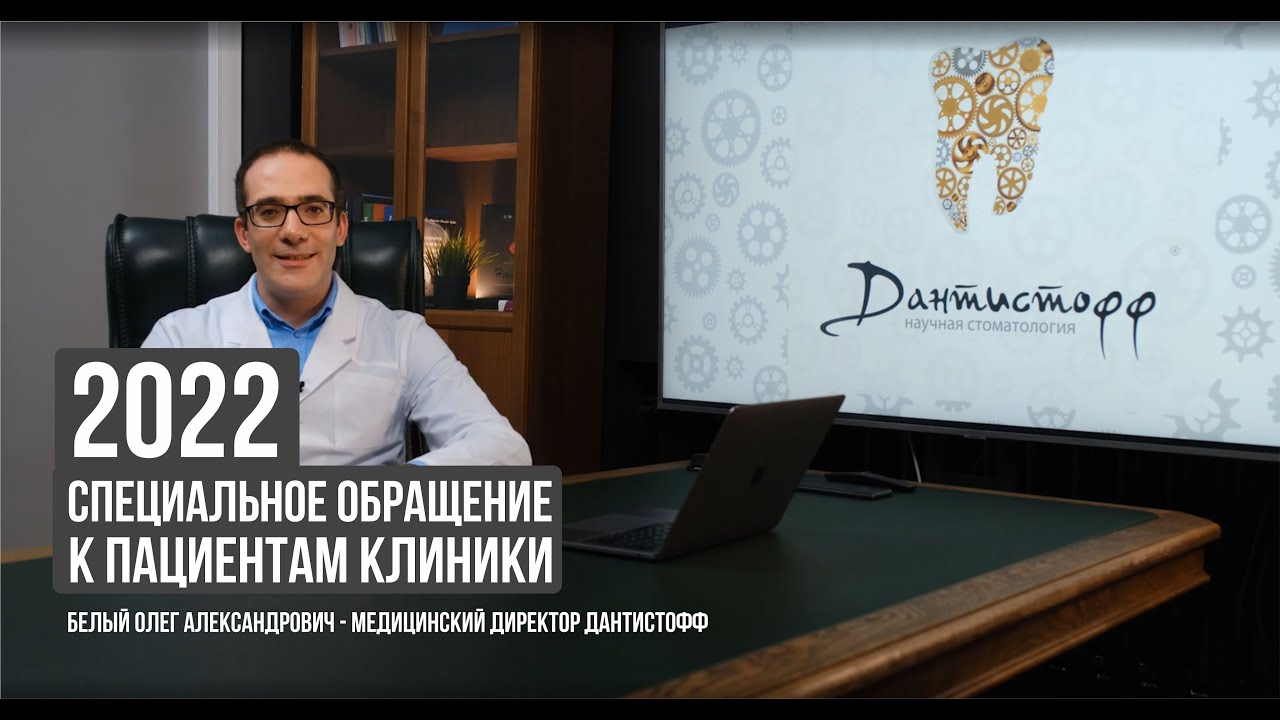 Дантистофф
®
научная стоматология
2022
СПЕЦИАЛЬНОЕ ОБРАЩЕНИЕ
К ПАЦИЕНТАМ КЛИНИКИ
БЕЛЫЙ ОЛЕГ АЛЕКСАНДРОВИЧ - МЕДИЦИНСКИЙ ДИРЕКТОР ДАНТИСТОФФ